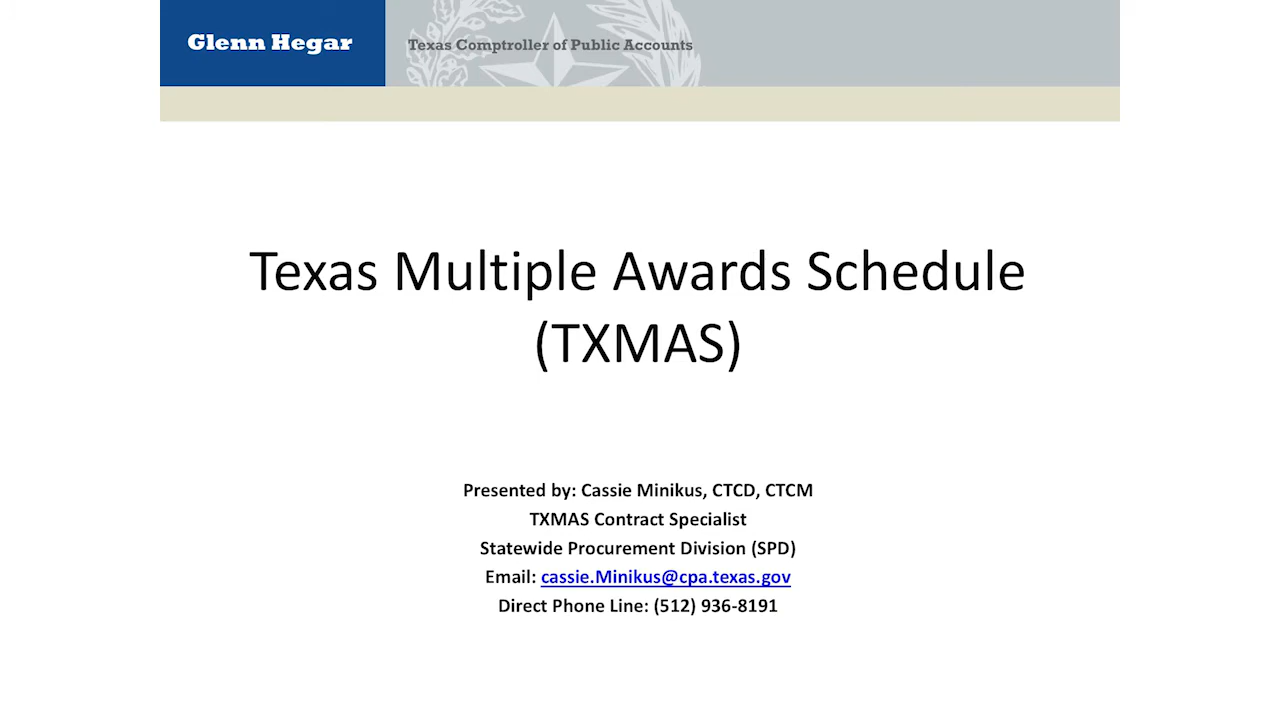 Glenn Hegar
Texas Comptroller of Public Accounts
Texas Multiple Awards Schedule
(TXMAS)
Presented by: Cassie Minikus, CTCD, CTCM
TXMAS Contract Specialist
Statewide Procurement Division (SPD)
Email: cassie.Minikus@cpa.texas.gov
Direct Phone Line: (512) 936-8191